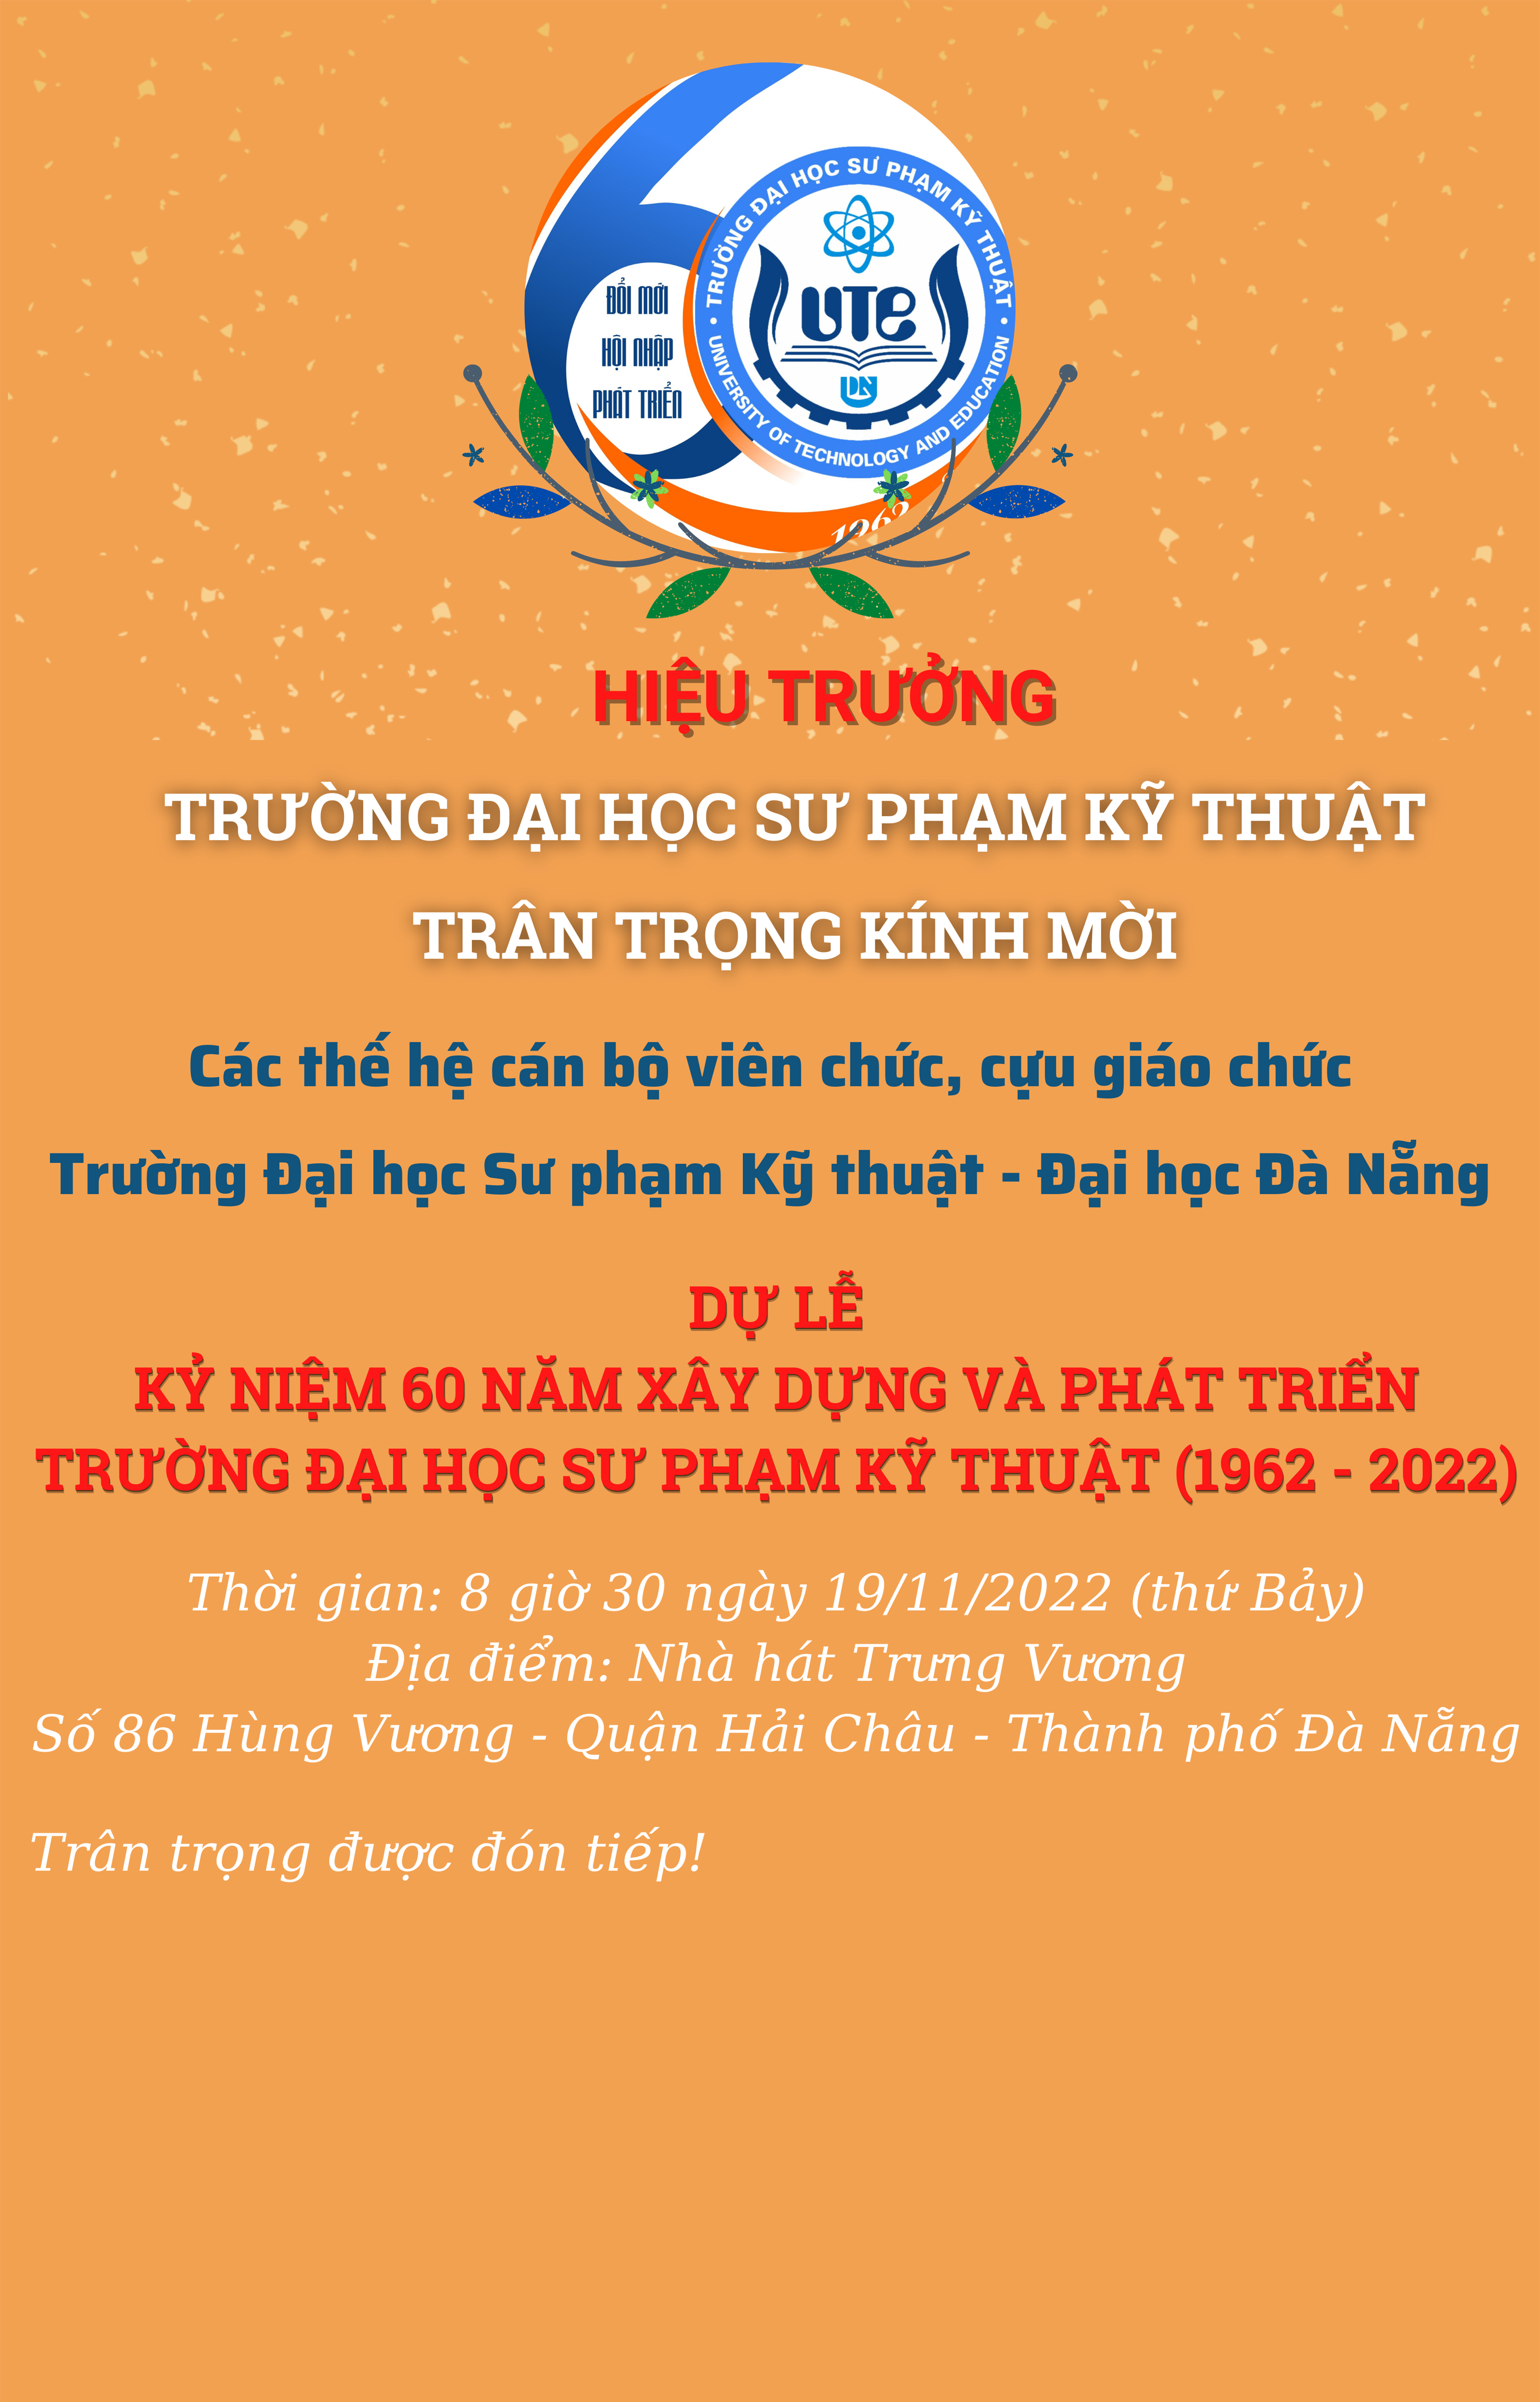 TRƯỜNG ĐẠI HỌC SƯ PHẠM KỸ THUẬT
UNIVERSITY OF TECHNOLOGY AND EDUCATION
UTE
UDN
ĐỔI MỚI
HỘI NHẬP
PHÁT TRIỂN
1962
HIỆU TRƯỞNG
TRƯỜNG ĐẠI HỌC SƯ PHẠM KỸ THUẬT
TRÂN TRỌNG KÍNH MỜI
Các thế hệ cán bộ viên chức, cựu giáo chức
Trường Đại học Sư phạm Kỹ thuật - Đại học Đà Nẵng
DỰ LỄ
KỶ NIỆM 60 NĂM XÂY DỰNG VÀ PHÁT TRIỂN
TRƯỜNG ĐẠI HỌC SƯ PHẠM KỸ THUẬT (1962 - 2022)
Thời gian: 8 giờ 30 ngày 19/11/2022 (thứ Bảy)
Địa điểm: Nhà hát Trưng Vương
Số 86 Hùng Vương - Quận Hải Châu - Thành phố Đà Nẵng
Trân trọng được đón tiếp!